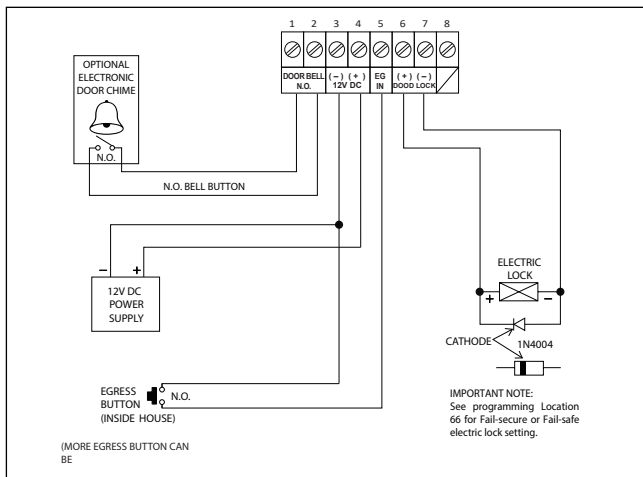 1 2 3 4 5 6 7 8
DOOR BELL
N.O.
(−) (+)
12V DC
EG
IN
(+) (−)
DOOD LOCK
OPTIONAL
ELECTRONIC
DOOR CHIME
N.O.
N.O. BELL BUTTON
− +
12V DC
POWER
SUPPLY
ELECTRIC
LOCK
+ −
CATHODE
1N4004
EGRESS
BUTTON
(INSIDE HOUSE)
N.O.
IMPORTANT NOTE:
See programming Location
66 for Fail-secure or Fail-safe
electric lock setting.
(MORE EGRESS BUTTON CAN
BE